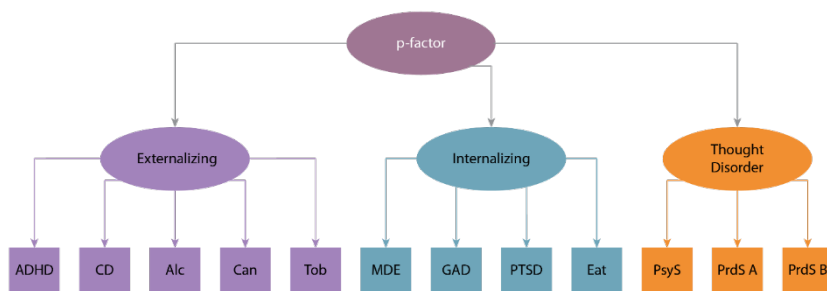 p-factor
Externalizing
Internalizing
Thought
Disorder
ADHD
CD
Alc
Can
Tob
MDE
GAD
PTSD
Eat
PsyS
PrdS A
PrdS B